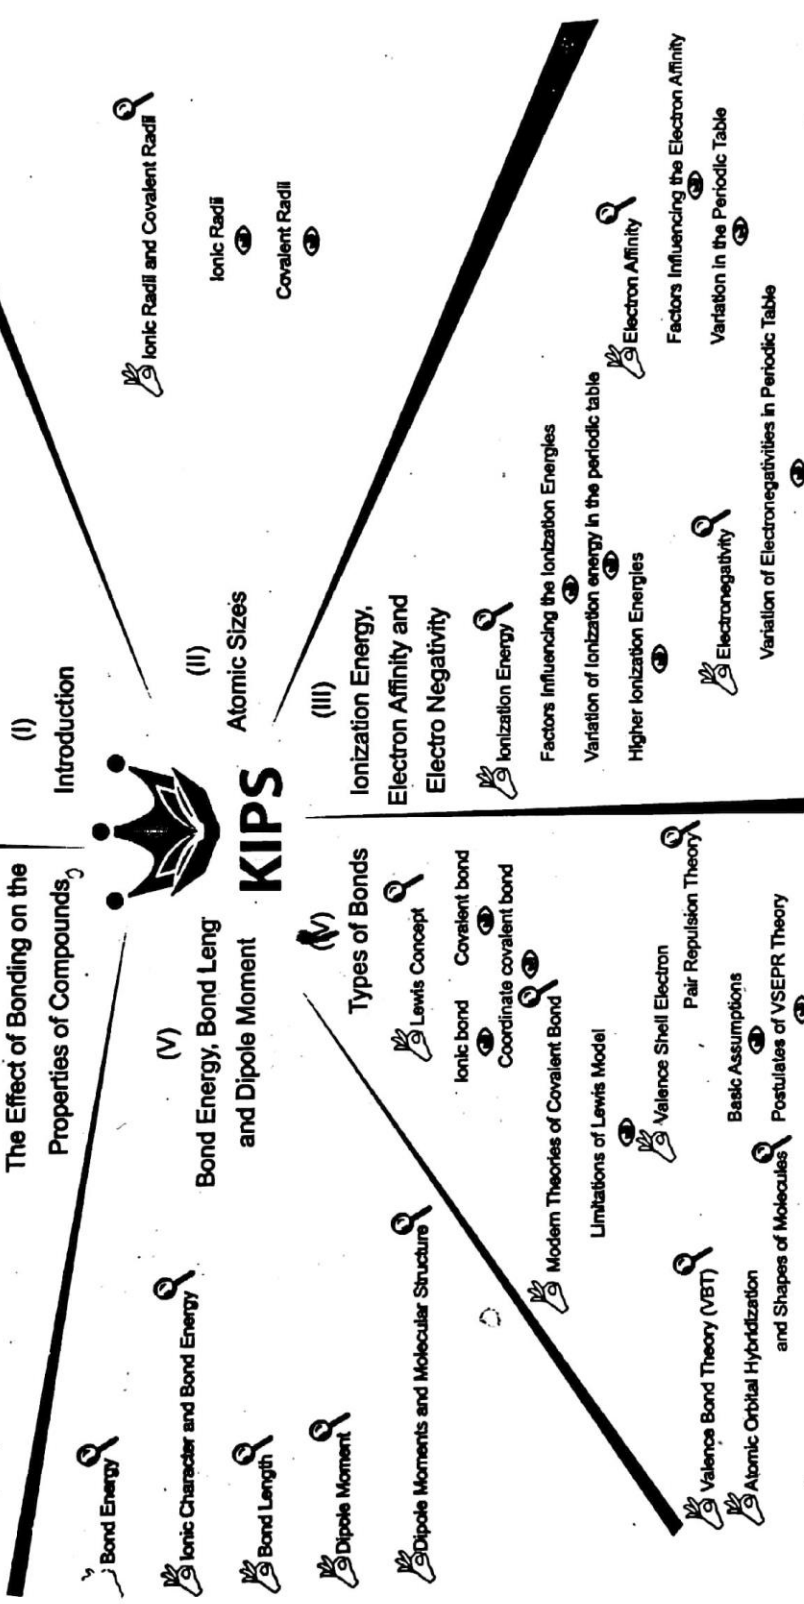 The Effect of Bonding on the
Properties of Compounds
(I)
Introduction
(II)
Atomic Sizes
Ionic Radii and Covalent Radii
Ionic Radii
Covalent Radii
KIPS
(III)
Ionization Energy,
Electron Affinity and
Electro Negativity
Ionization Energy
Factors Influencing the Ionization Energies
Variation of Ionization energy in the periodic table
Higher Ionization Energies
Electron Affinity
Factors Influencing the Electron Affinity
Variation in the Periodic Table
Electronegativity
Variation of Electronegativities in Periodic Table
Types of Bonds
Lewis Concept
Ionic bond Covalent bond
Coordinate covalent bond
Modern Theories of Covalent Bond
Limitations of Lewis Model
Valence Shell Electron
Pair Repulsion Theory
Basic Assumptions
Postulates of VSEPR Theory
Valence Bond Theory (VBT)
Atomic Orbital Hybridization
and Shapes of Molecules
(V)
Bond Energy, Bond Leng
and Dipole Moment
Bond Energy
Ionic Character and Bond Energy
Bond Length
Dipole Moment
Dipole Moments and Molecular Structure